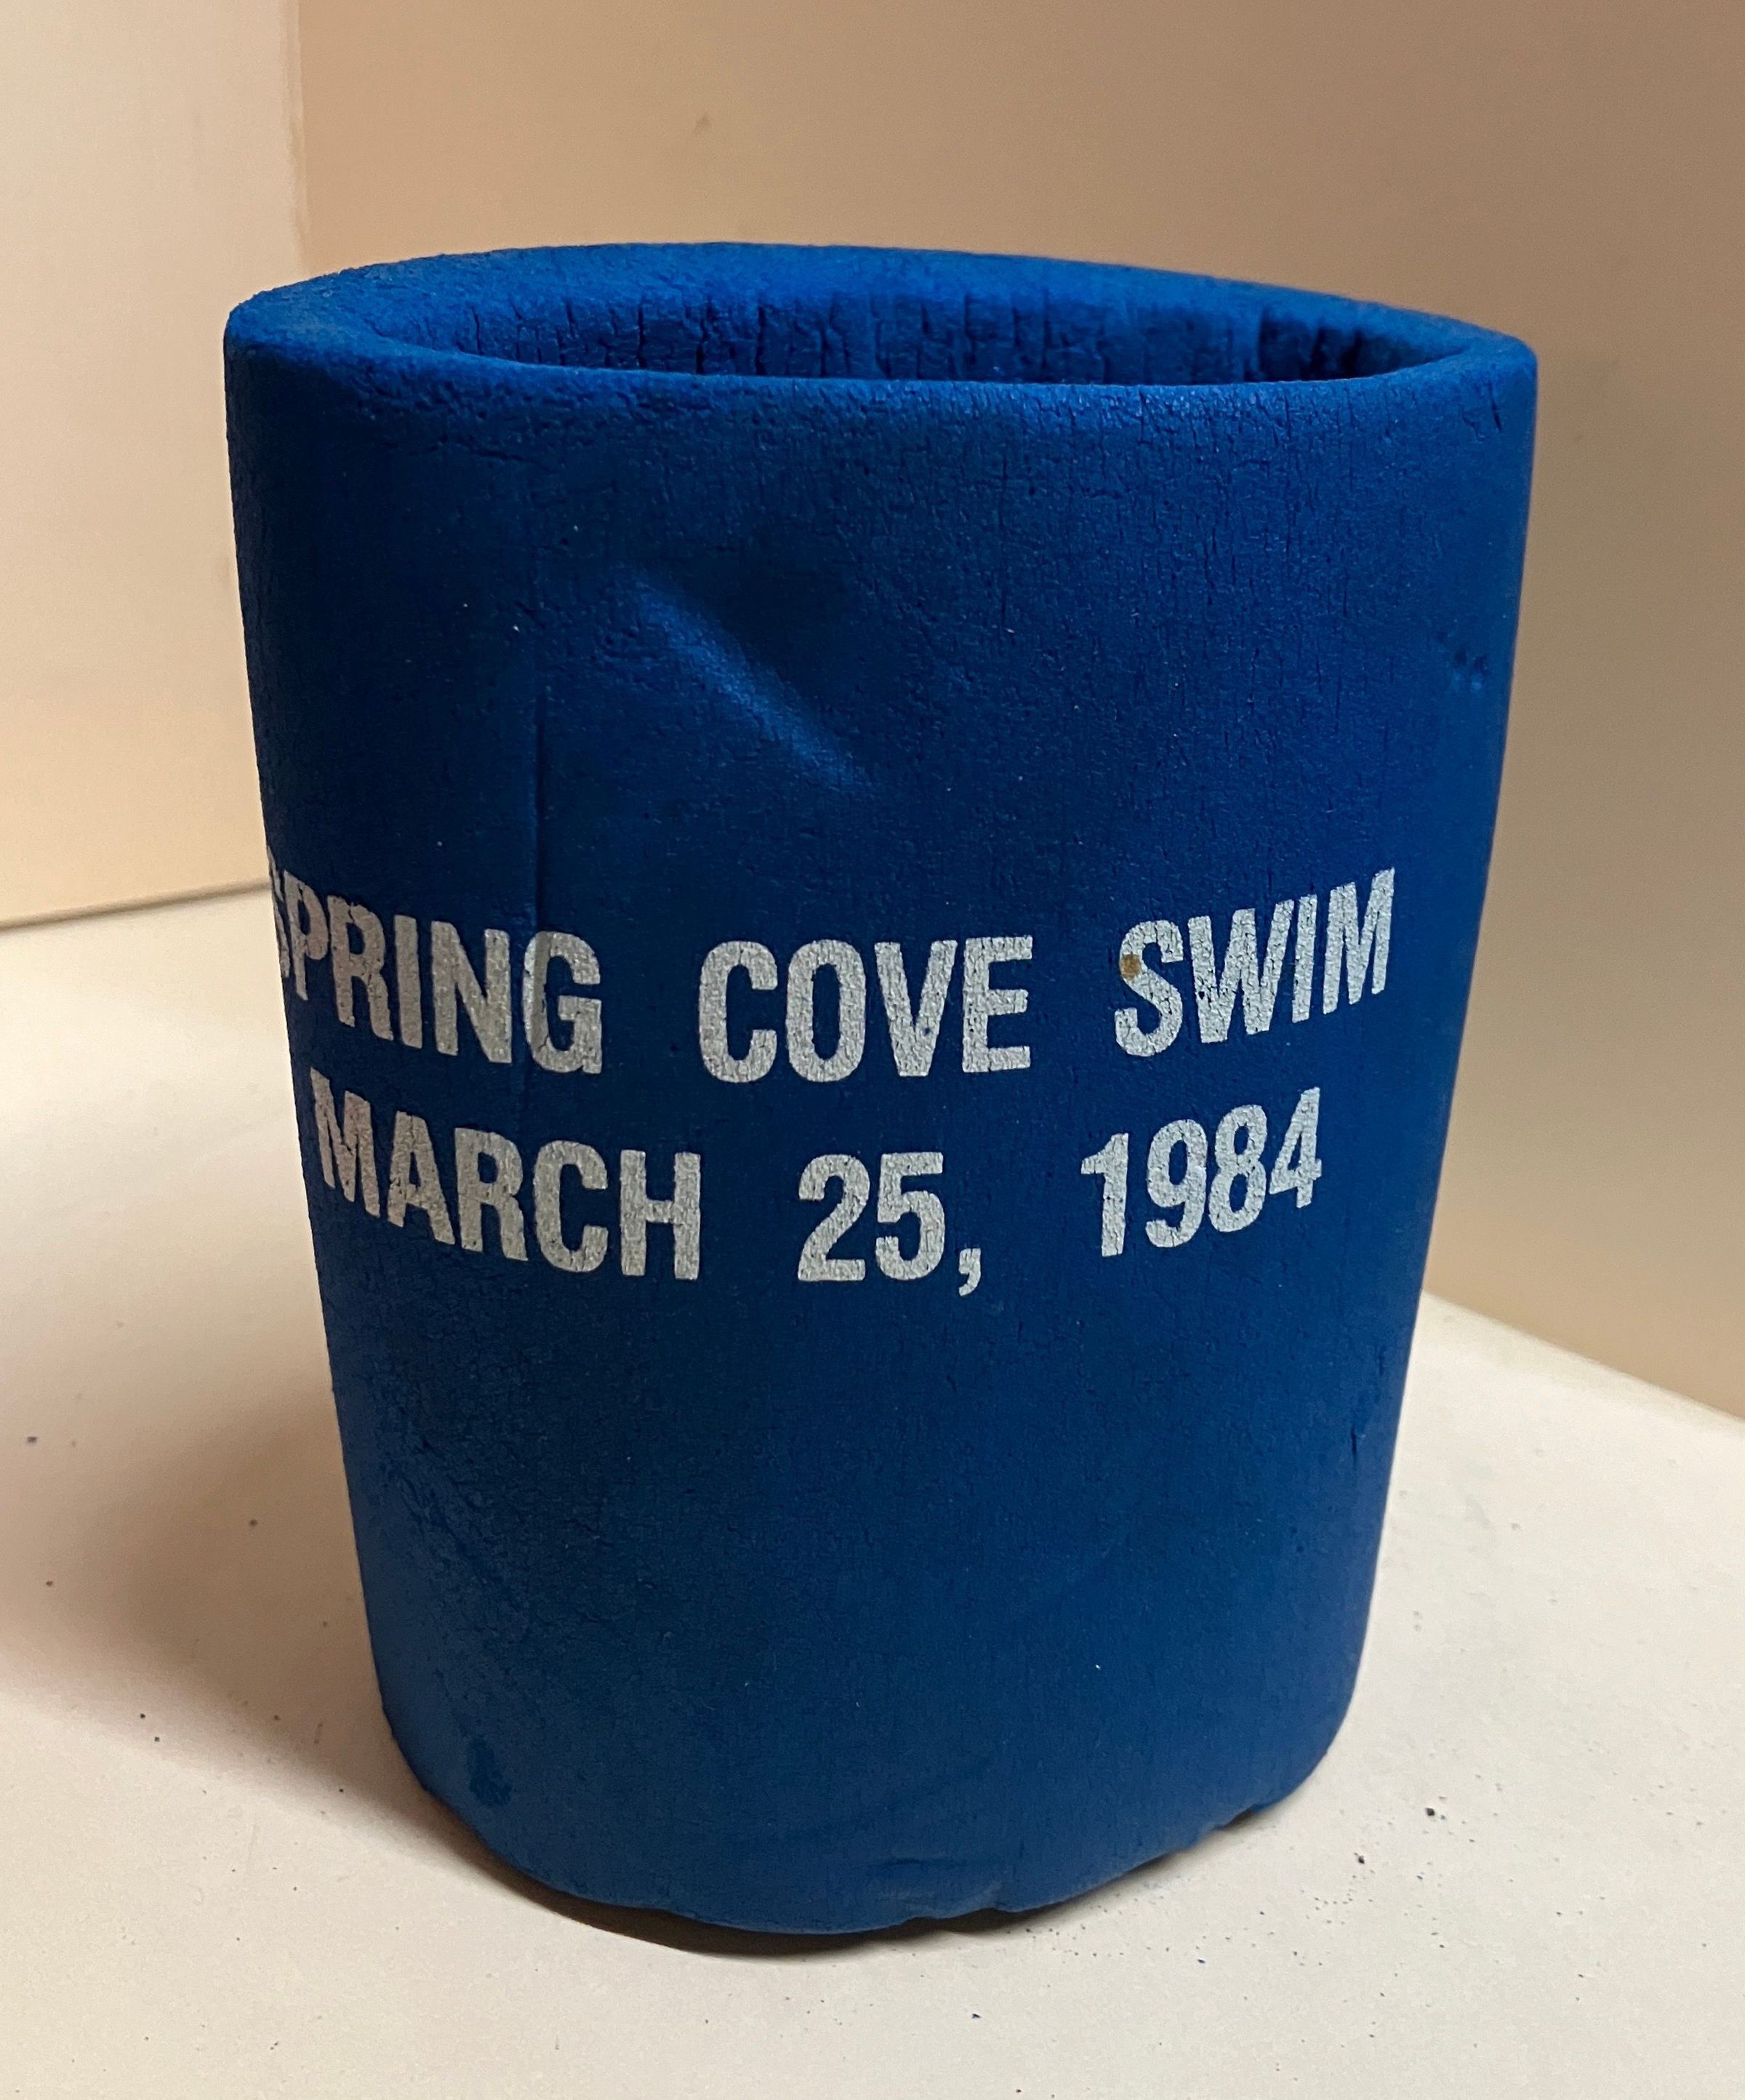 SPRING COVE SWIM
MARCH 25, 1984